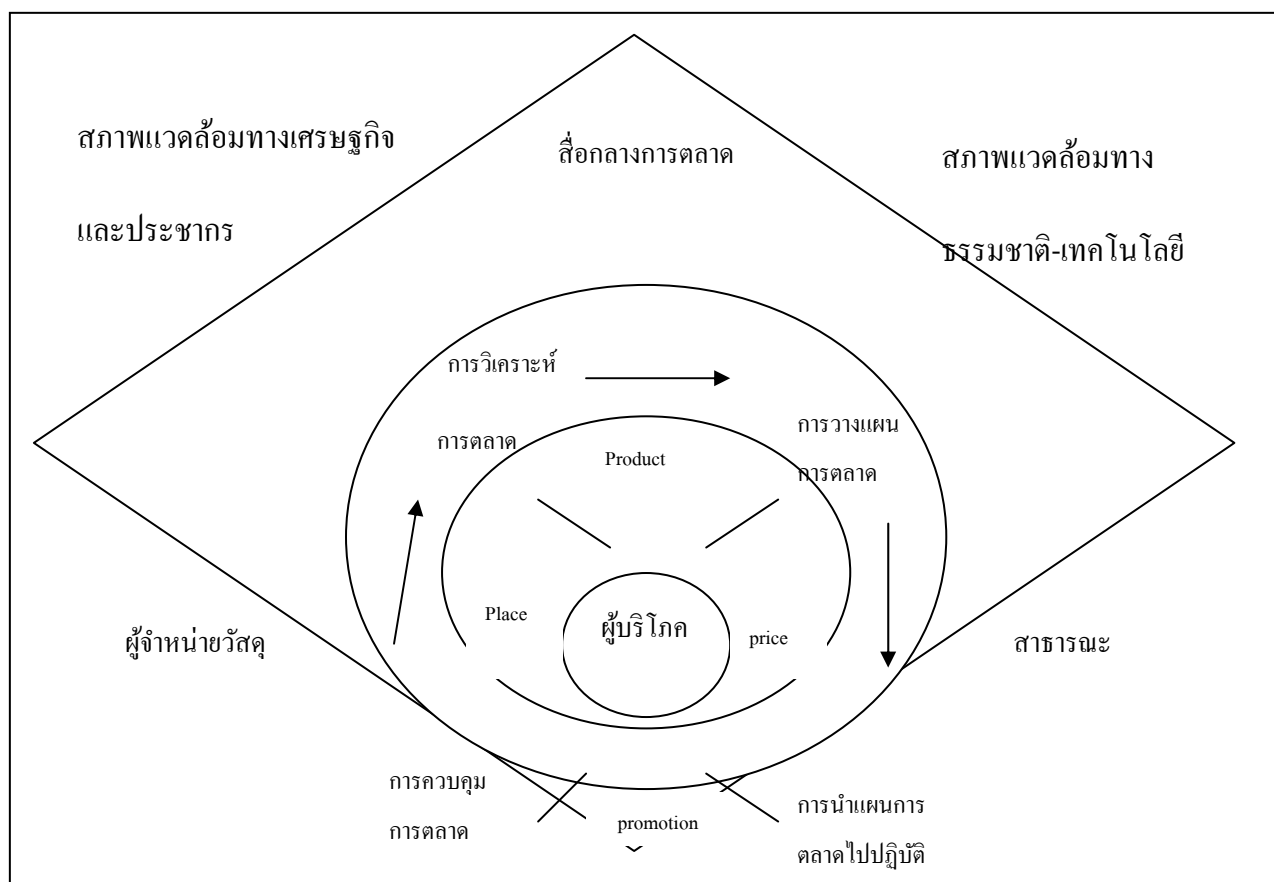 สภาพแวดล้อมทางเศรษฐกิจ
และประชากร
สื่อกลางการตลาด
สภาพแวดล้อมทาง
ธรรมชาติ-เทคโนโลยี
การวิเคราะห์
การตลาด
Product
การวางแผน
การตลาด
Place
ผู้บริโภค
price
ผู้จำหน่ายวัสดุ
สาธารณะ
การควบคุม
การตลาด
promotion
การนำแผนการ
ตลาดไปปฏิบัติ